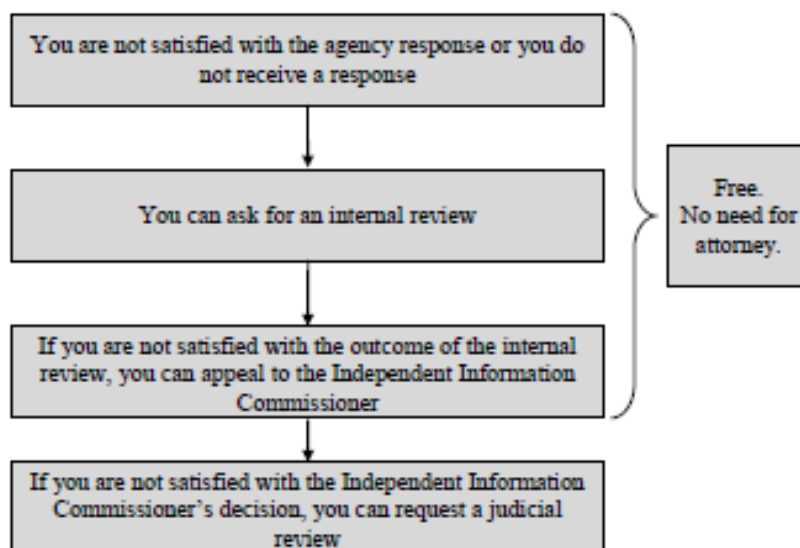 You are not satisfied with the agency response or you do
not receive a response
You can ask for an internal review
Free.
No need for
attorney.
If you are not satisfied with the outcome of the internal
review, you can appeal to the Independent Information
Commissioner
If you are not satisfied with the Independent Information
Commissioner's decision, you can request a judicial
review